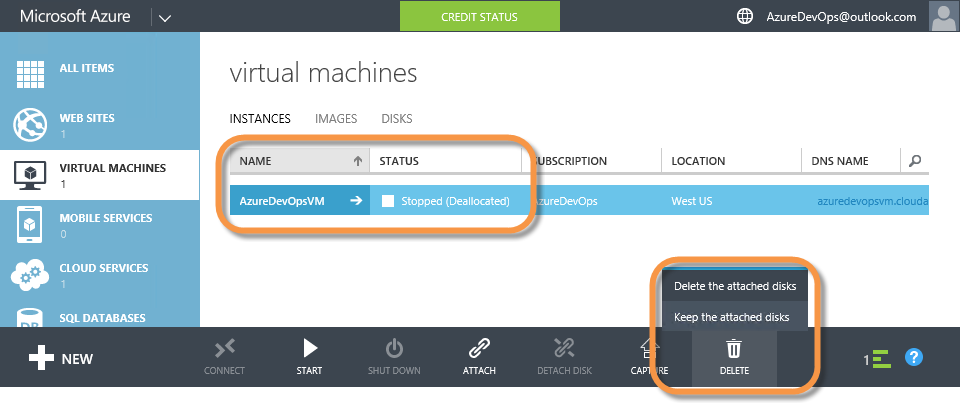 Microsoft Azure
CREDIT STATUS
AzureDevOps@outlook.com
ALL ITEMS
WEB SITES
1
VIRTUAL MACHINES
1
MOBILE SERVICES
0
CLOUD SERVICES
1
SQL DATABASES
DB
virtual machines
INSTANCES IMAGES DISKS
NAME STATUS SUBSCRIPTION LOCATION DNS NAME
AzureDevOpsVM Stopped (Deallocated) AzureDevOps West US azuredevopsvm.clouda
Delete the attached disks
Keep the attached disks
NEW
CONNECT START SHUT DOWN ATTACH DETACH DISK CAPTURE DELETE
1
?